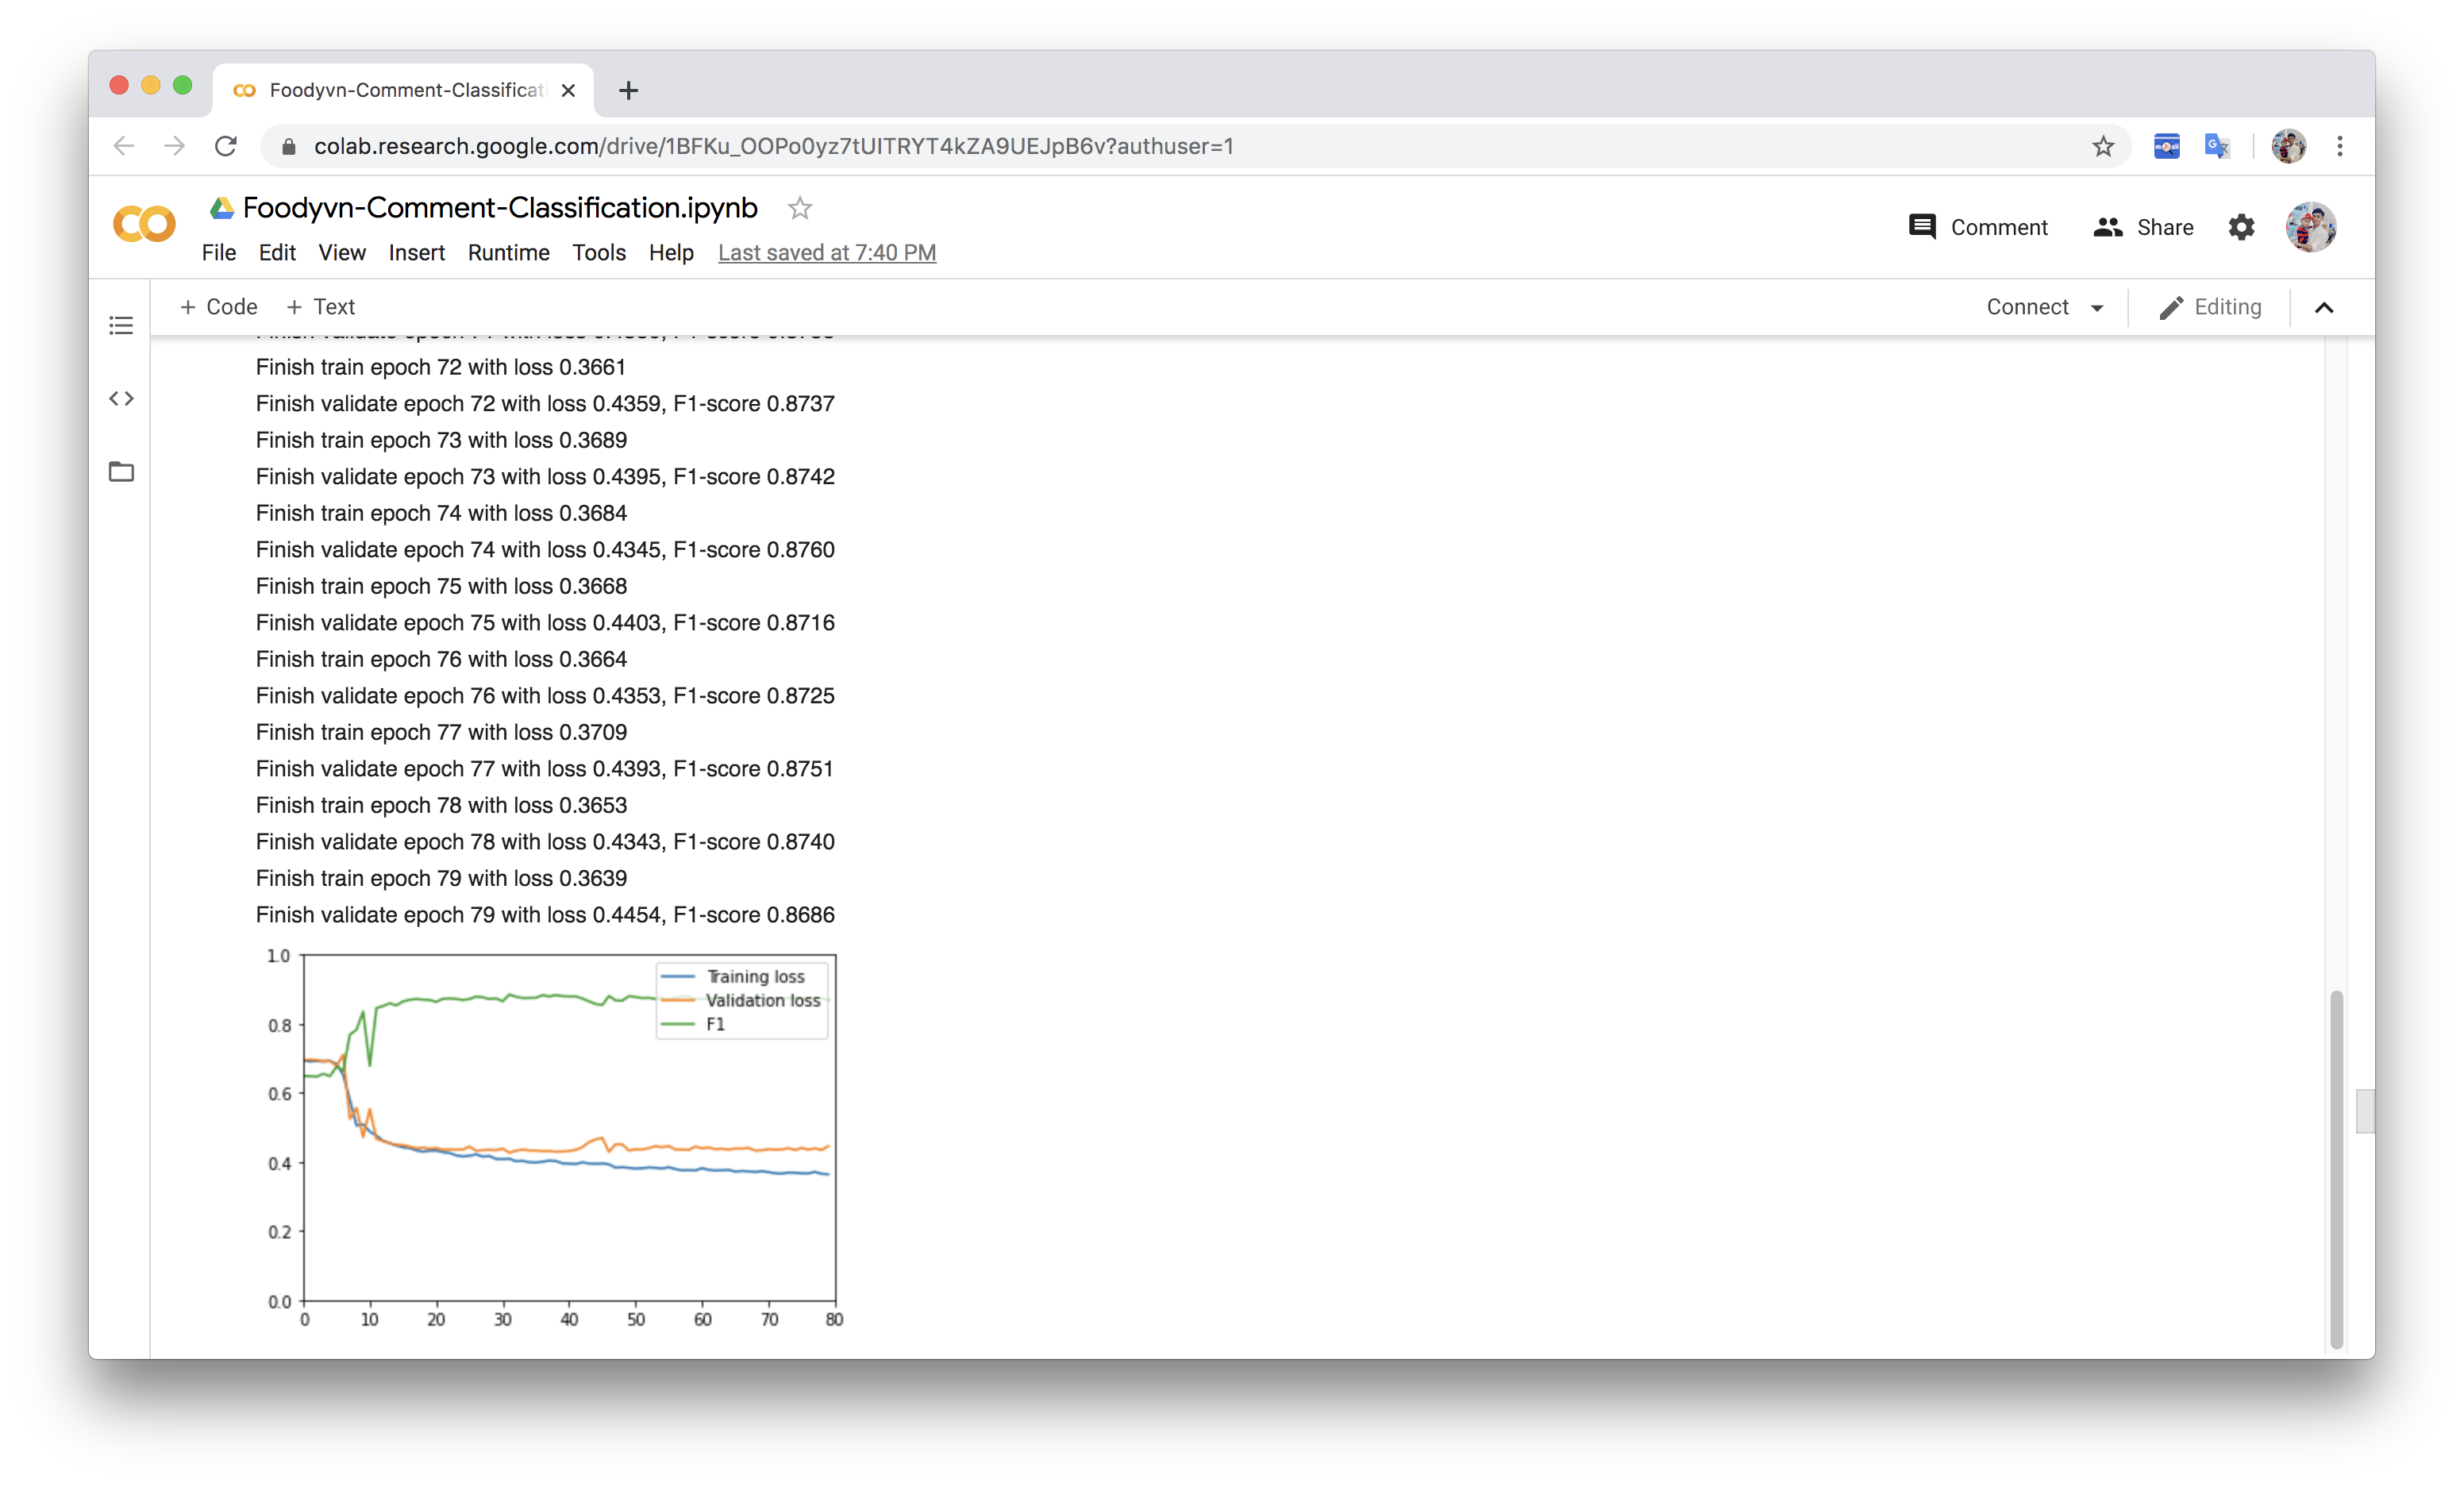 Foodyvn-Comment-Classificati
colab.research.google.com/drive/1BFKu_OOPo0yz7tUITRYT4kZA9UEJpB6v?authuser=1
Foodyvn-Comment-Classification.ipynb
File Edit View Insert Runtime Tools Help Last saved at 7:40 PM
Comment Share
+ Code + Text
Connect Editing
Finish train epoch 72 with loss 0.3661
Finish validate epoch 72 with loss 0.4359, F1-score 0.8737
Finish train epoch 73 with loss 0.3689
Finish validate epoch 73 with loss 0.4395, F1-score 0.8742
Finish train epoch 74 with loss 0.3684
Finish validate epoch 74 with loss 0.4345, F1-score 0.8760
Finish train epoch 75 with loss 0.3668
Finish validate epoch 75 with loss 0.4403, F1-score 0.8716
Finish train epoch 76 with loss 0.3664
Finish validate epoch 76 with loss 0.4353, F1-score 0.8725
Finish train epoch 77 with loss 0.3709
Finish validate epoch 77 with loss 0.4393, F1-score 0.8751
Finish train epoch 78 with loss 0.3653
Finish validate epoch 78 with loss 0.4343, F1-score 0.8740
Finish train epoch 79 with loss 0.3639
Finish validate epoch 79 with loss 0.4454, F1-score 0.8686
1.0
0.8
0.6
0.4
0.2
0.0
Training loss
Validation loss
F1
0 10 20 30 40 50 60 70 80